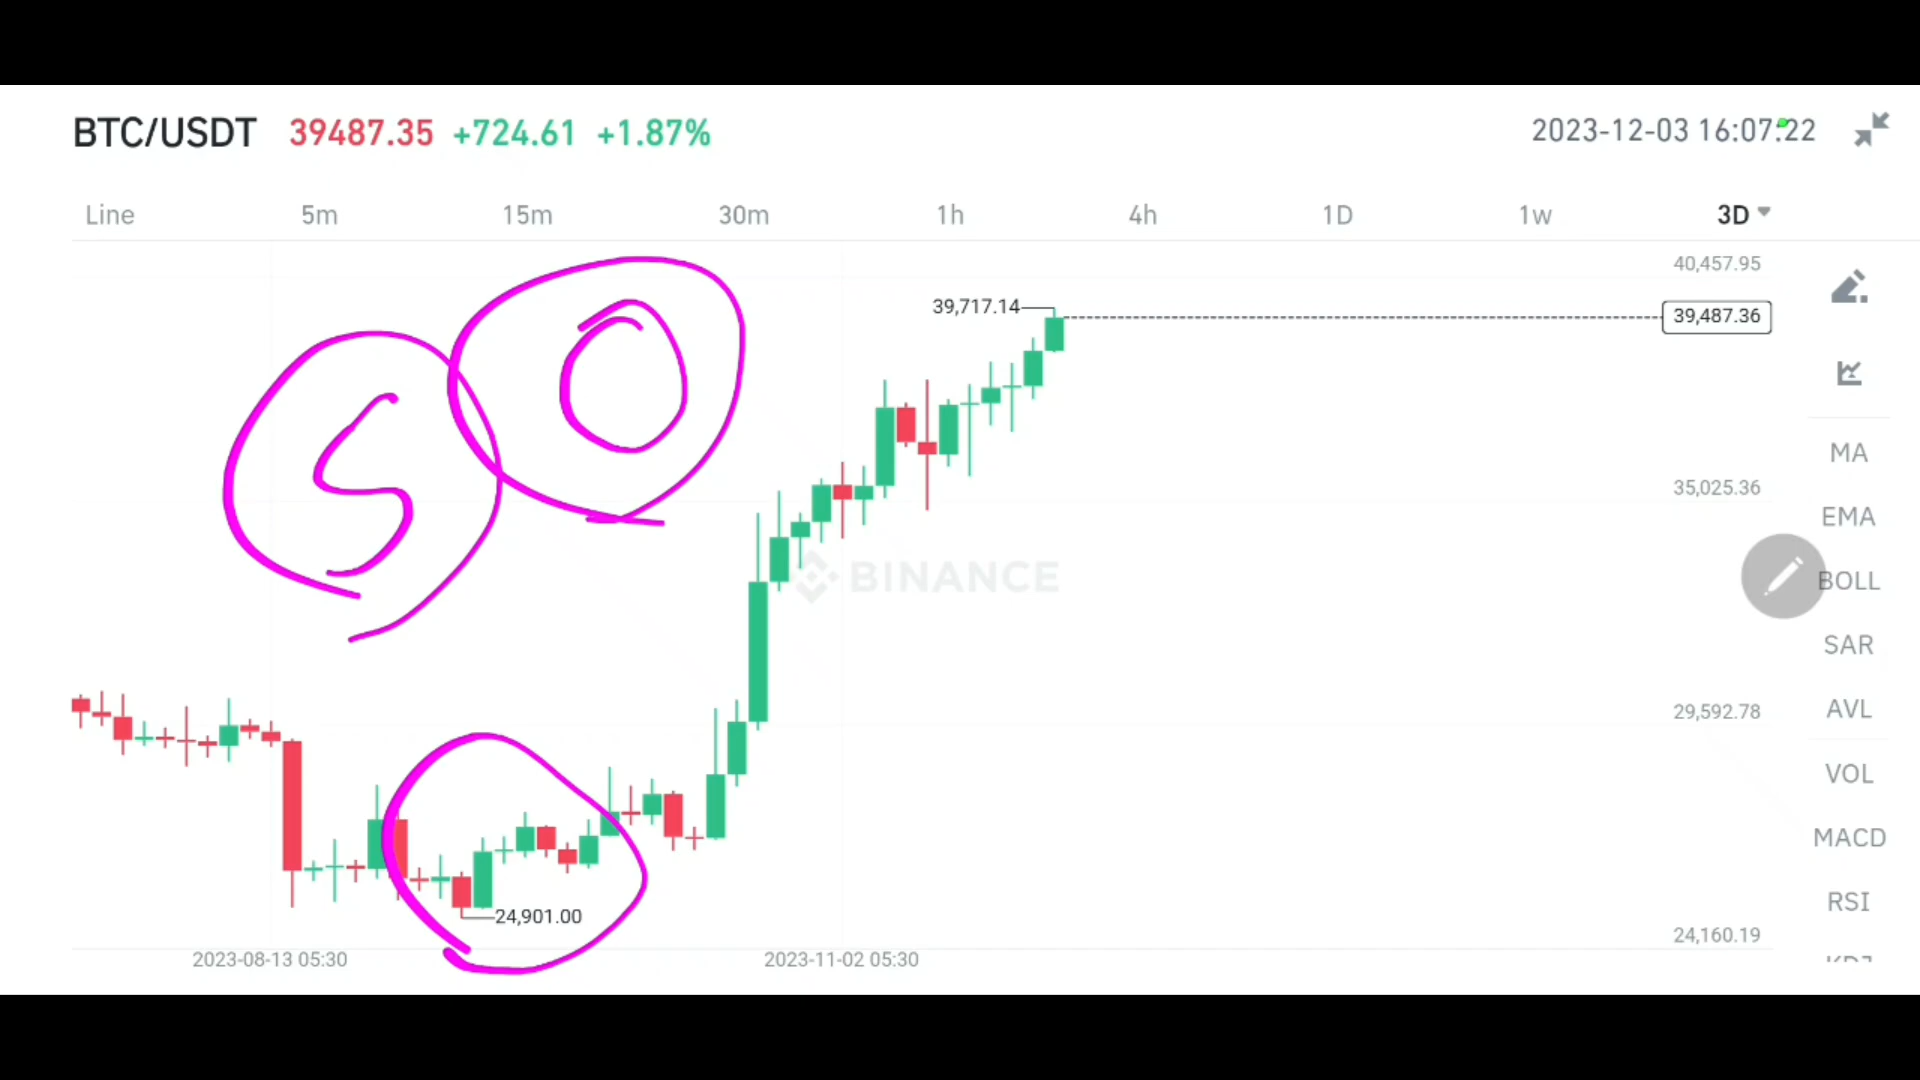 BTC/USDT 39487.35 +724.61 +1.87% 2023-12-03 16:07:22
Line 5m 15m 30m 1h 4h 1D 1w 3D
40,457.95
39,717.14
39,487.36
S O
MA
35,025.36
EMA
BINANCE
BOLL
SAR
29,592.78
AVL
VOL
MACD
RSI
24,901.00
24,160.19
2023-08-13 05:30 2023-11-02 05:30